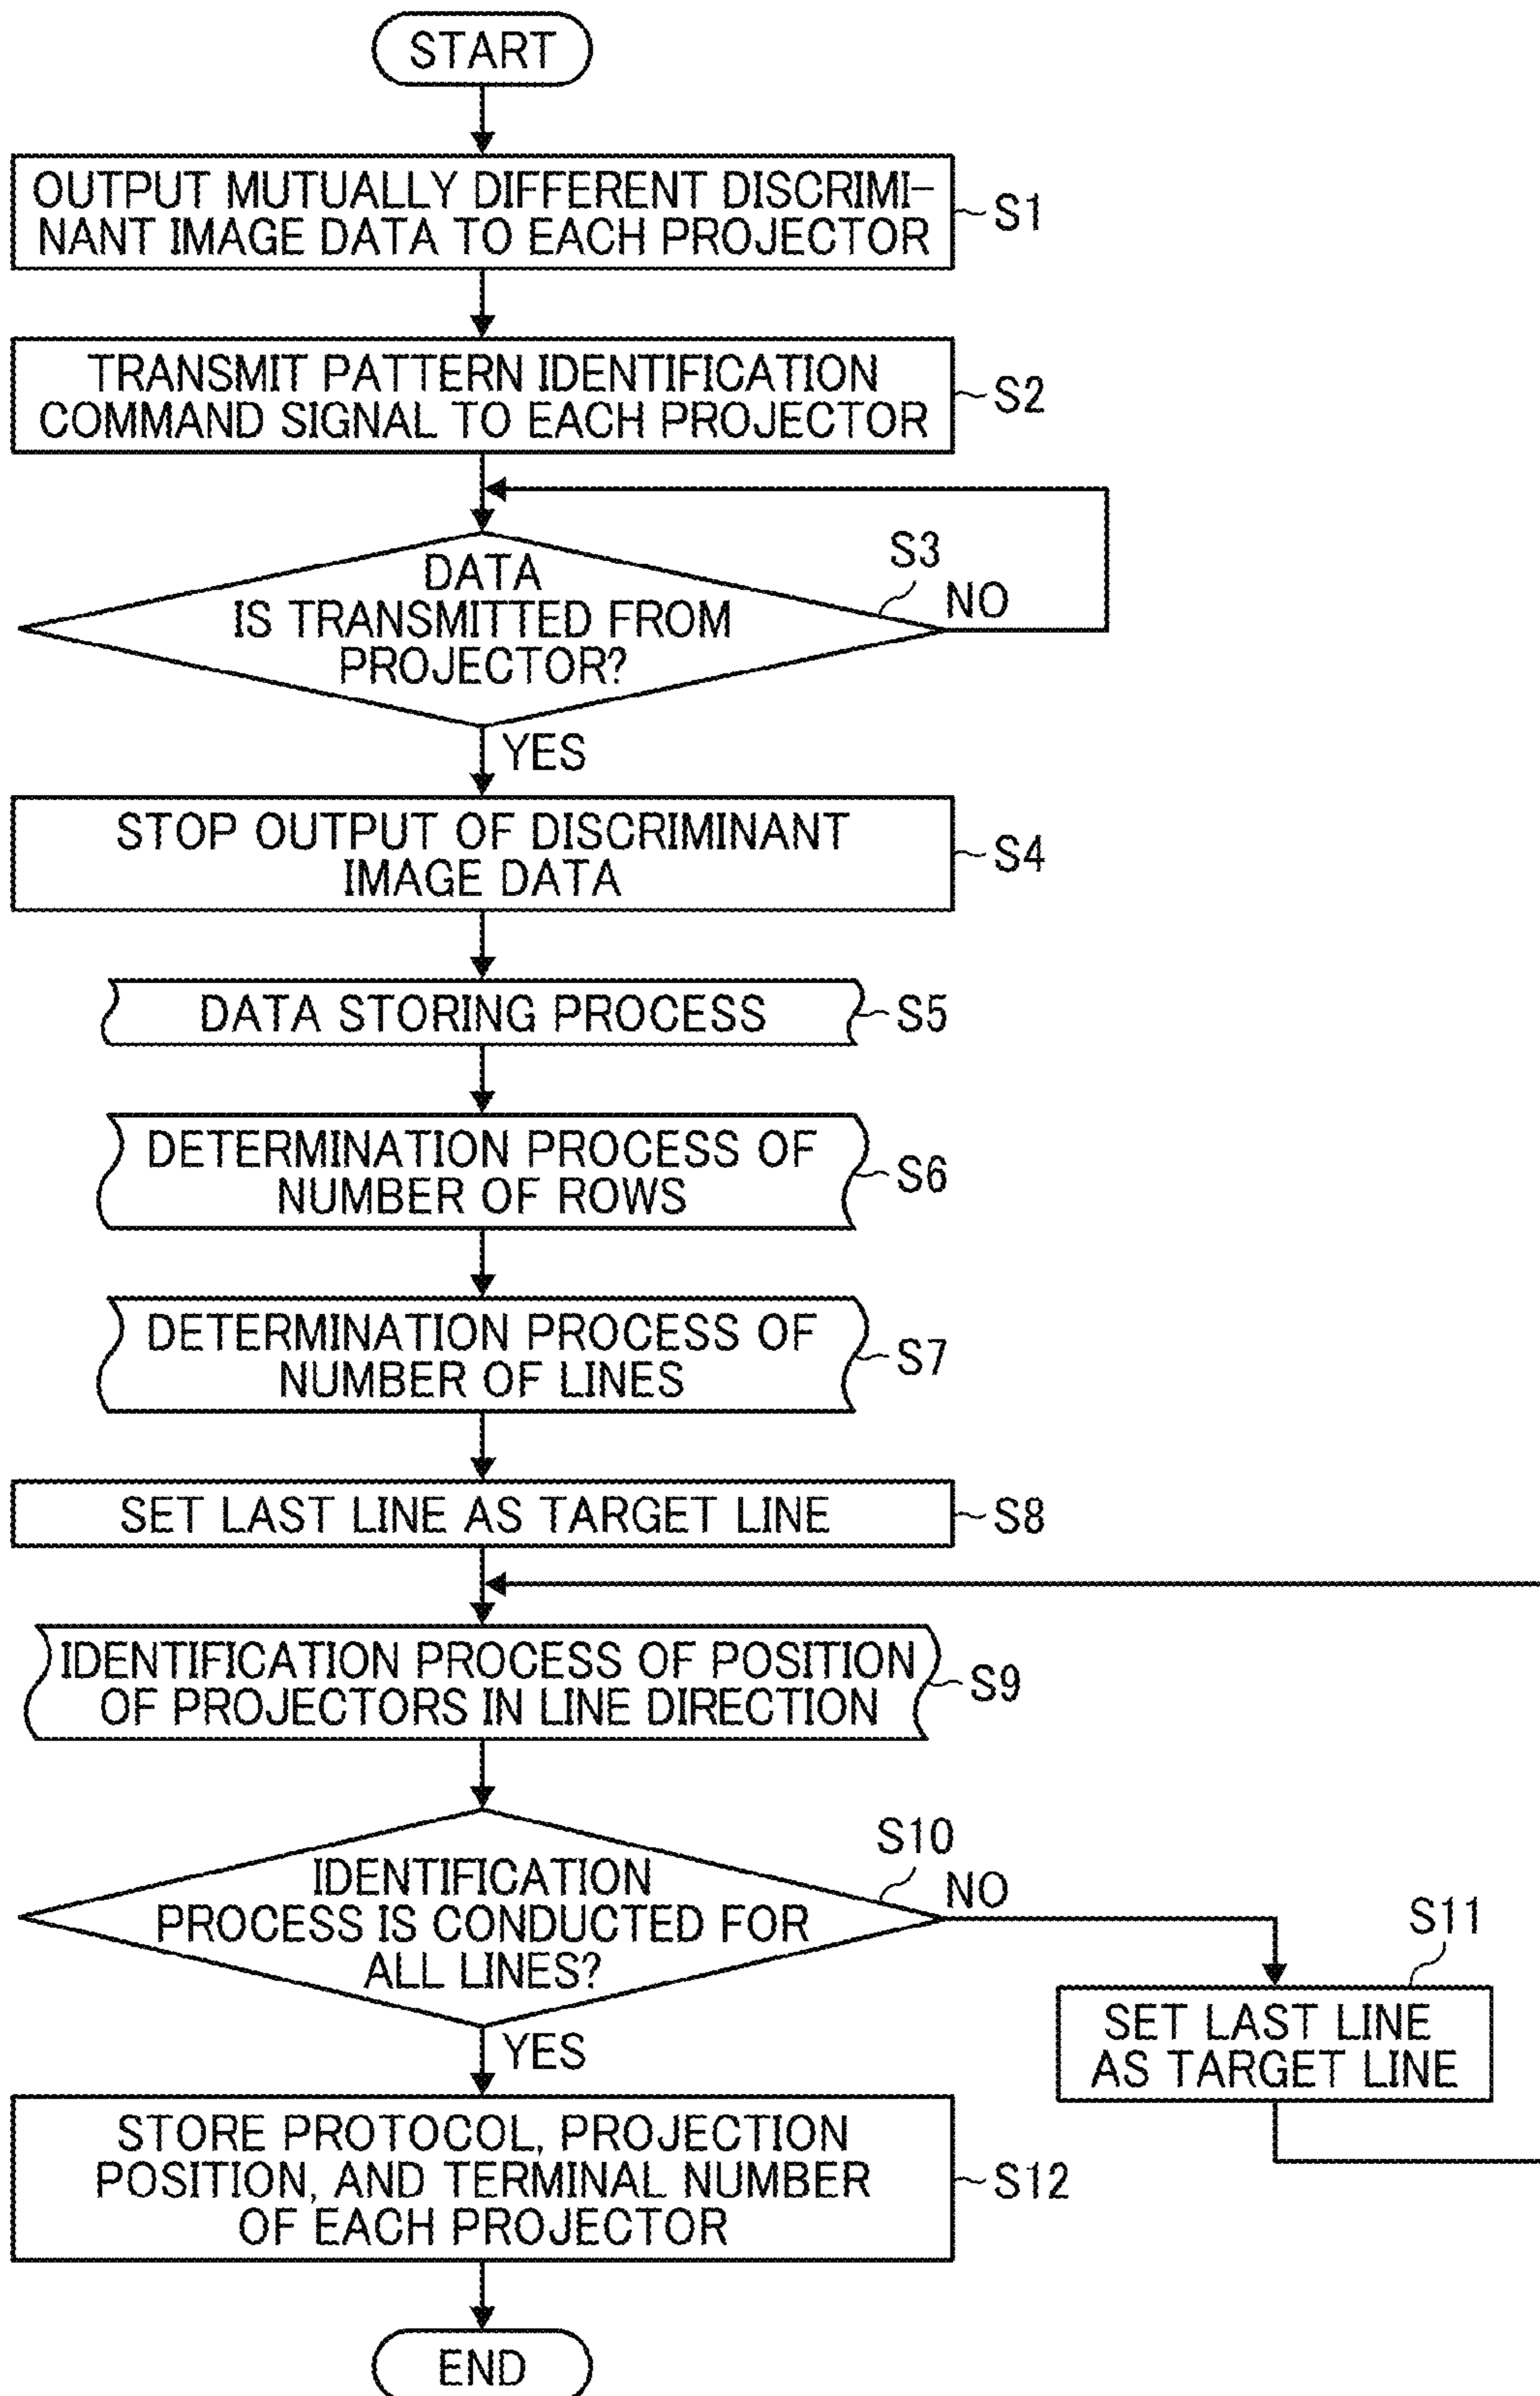 START
OUTPUT MUTUALLY DIFFERENT DISCRIMI-
NANT IMAGE DATA TO EACH PROJECTOR
S1
TRANSMIT PATTERN IDENTIFICATION
COMMAND SIGNAL TO EACH PROJECTOR
S2
DATA
IS TRANSMITTED FROM
PROJECTOR?
S3
NO
YES
STOP OUTPUT OF DISCRIMINANT
IMAGE DATA
S4
DATA STORING PROCESS
S5
DETERMINATION PROCESS OF
NUMBER OF ROWS
S6
DETERMINATION PROCESS OF
NUMBER OF LINES
S7
SET LAST LINE AS TARGET LINE
S8
IDENTIFICATION PROCESS OF POSITION
OF PROJECTORS IN LINE DIRECTION
S9
IDENTIFICATION
PROCESS IS CONDUCTED FOR
ALL LINES?
S10
NO
S11
SET LAST LINE
AS TARGET LINE
YES
STORE PROTOCOL, PROJECTION
POSITION, AND TERMINAL NUMBER
OF EACH PROJECTOR
S12
END